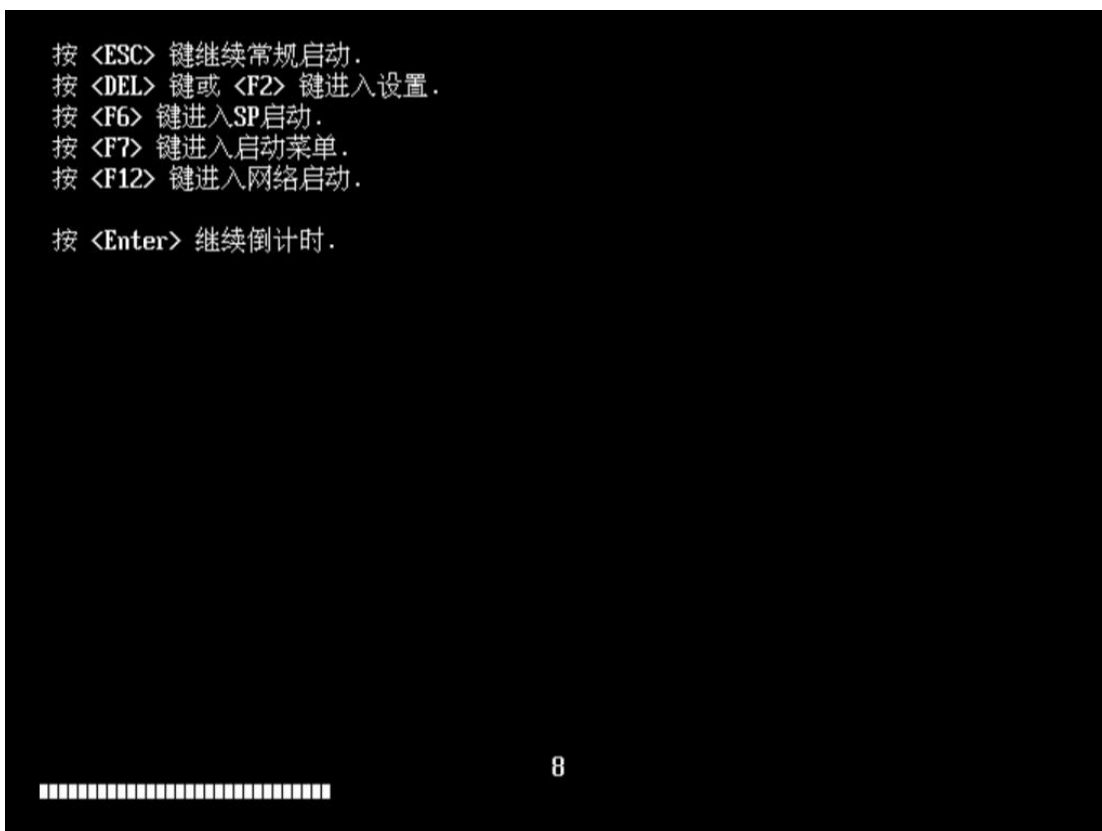 按 <ESC> 键继续常规启动.
按 <DEL> 键或 <F2> 键进入设置.
按 <F6> 键进入SP启动.
按 <F7> 键进入启动菜单.
按 <F12> 键进入网络启动.
按 <Enter> 继续倒计时.
8